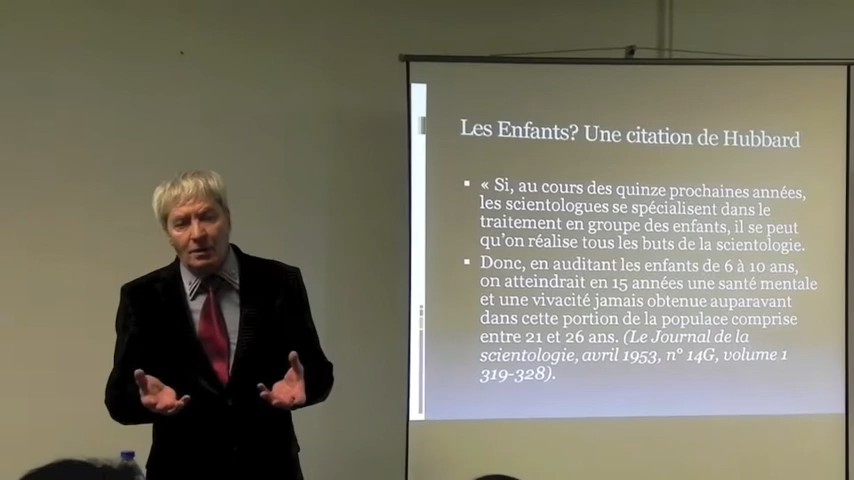 Les Enfants? Une citation de Hubbard
▪ « Si, au cours des quinze prochaines années,
les scientologues se spécialisent dans le
traitement en groupe des enfants, il se peut
qu'on réalise tous les buts de la scientologie.
▪ Donc, en auditant les enfants de 6 à 10 ans,
on atteindrait en 15 années une santé mentale
et une vivacité jamais obtenue auparavant
dans cette portion de la populace comprise
entre 21 et 26 ans. (Le Journal de la
scientologie, avril 1953, n° 14G, volume 1
319-328).